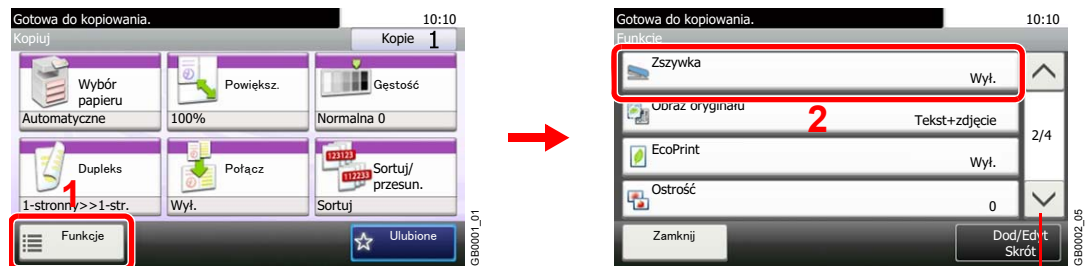 Gotowa do kopiowania.
10:10
Kopiuj
Kopie 1
Wybór
papieru
Automatyczne
Powiększ.
100%
Gęstość
Normalna 0
Dupleks
1-stronny>>1-str.
Połącz
Wył.
123123
112233
Sortuj/
przesun.
Sortuj
1
Funkcje
Ulubione
GB0001_01
Gotowa do kopiowania.
10:10
Funkcje
Zszywka
Wył.
2
Obraz oryginału
Tekst+zdjęcie
2/4
EcoPrint
Wył.
Ostrość
0
Zamknij
Dod/Edyt
Skrót
GB0002_05